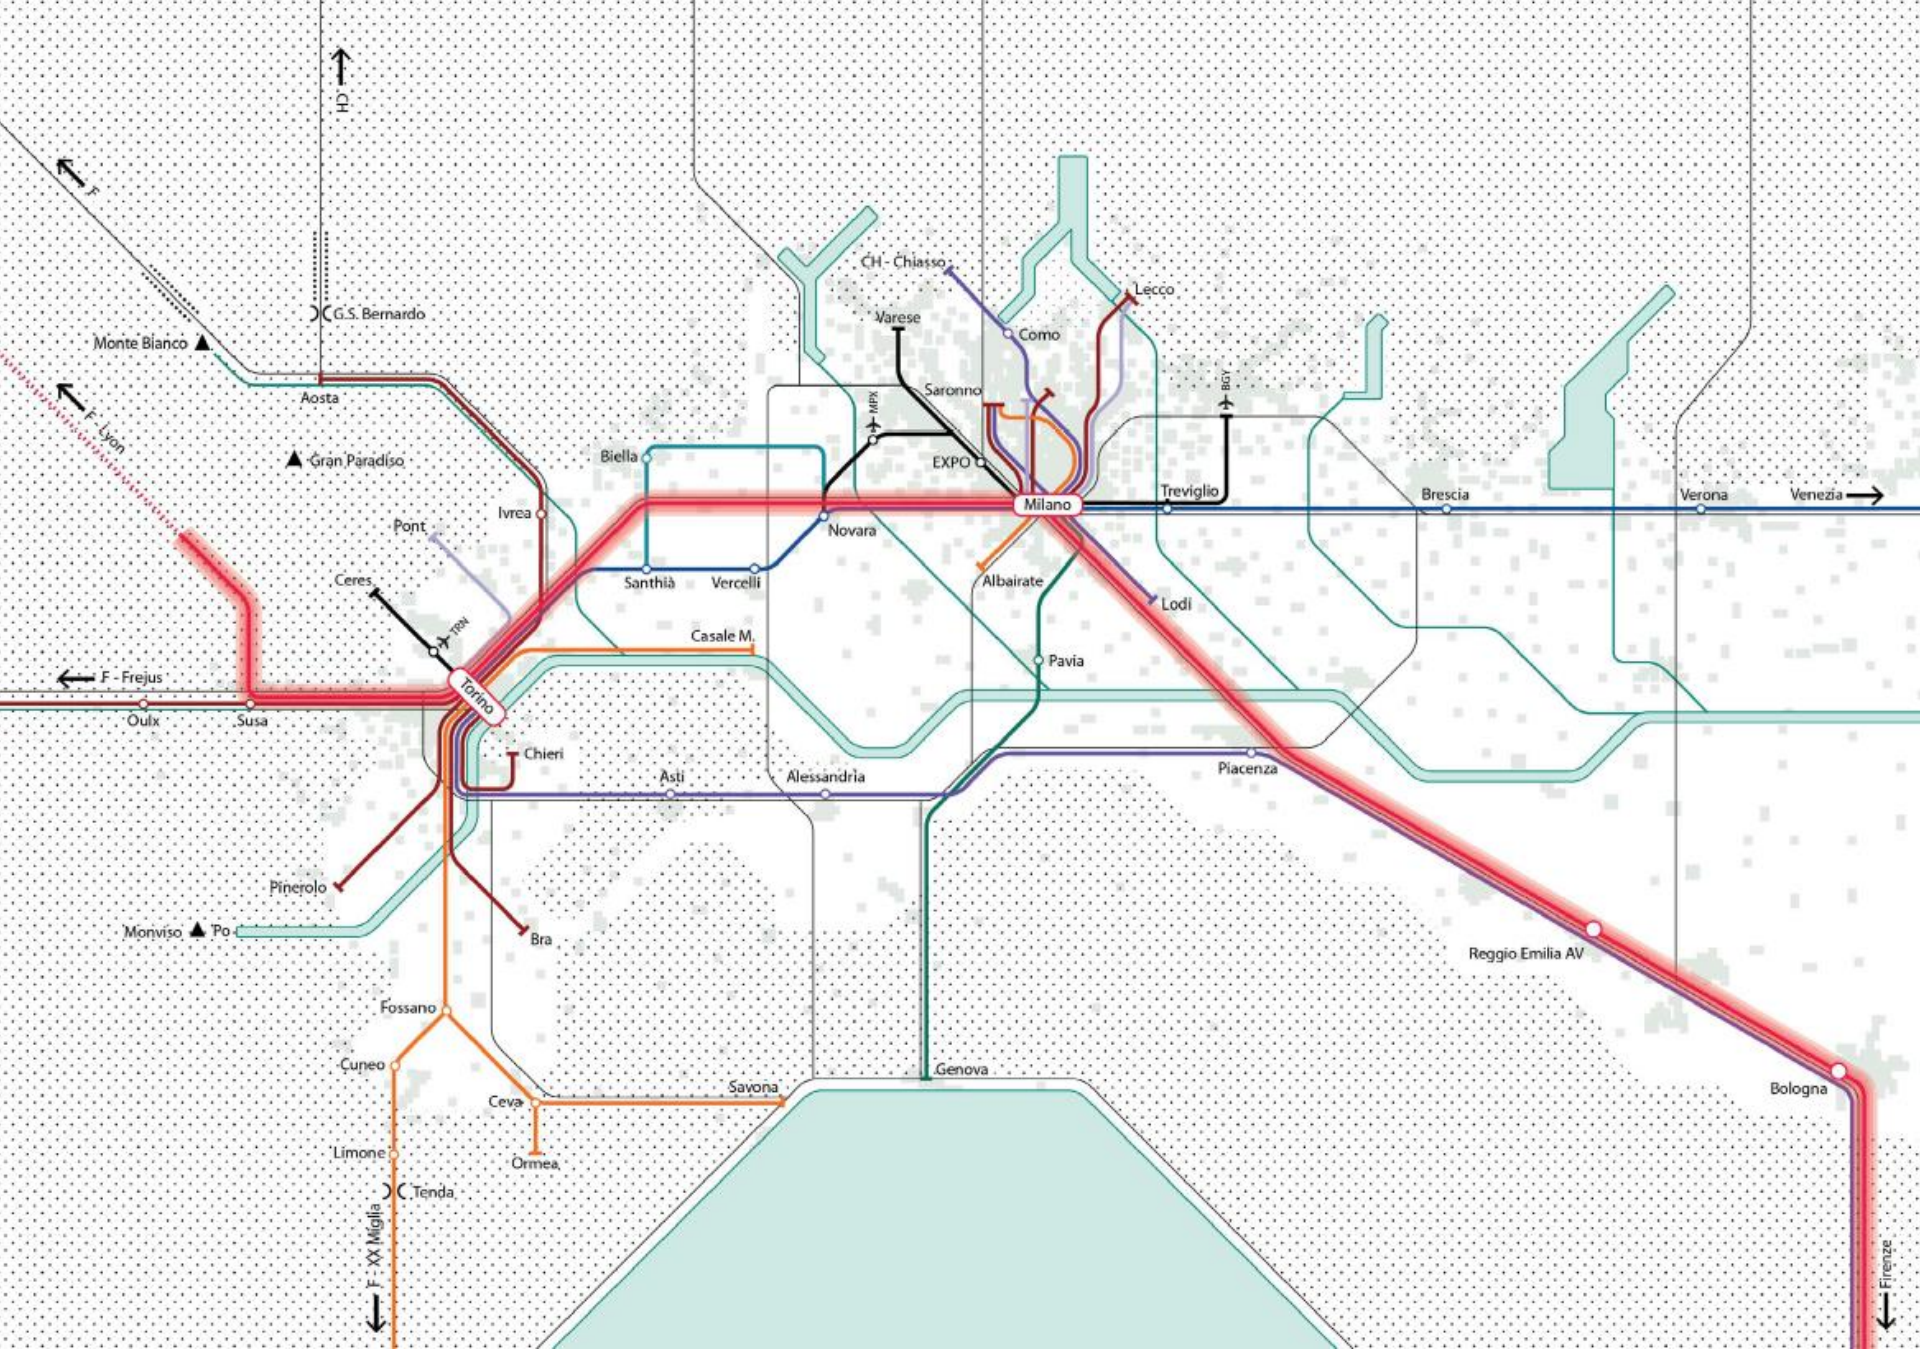 CH
F
G.S. Bernardo
Monte Bianco
Aosta
F - Lyon
Gran Paradiso
CH - Chiasso
Lecco
Varese
Como
Saronno
MPX
BGY
Biella
EXPO
Milano
Treviglio
Brescia
Verona
Venezia
Ivrea
Pont
Novara
Ceres
Santhià
Vercelli
Albairate
Lodi
TRN
Casale M.
Pavia
F - Frejus
Torino
Oulx
Susa
Chieri
Asti
Alessandria
Piacenza
Pinerolo
Monviso
Po
Bra
Reggio Emilia AV
Fossano
Cuneo
Savona
Genova
Ceva
Bologna
Limone
Ormea
Tenda
F - XX Miglia
Firenze